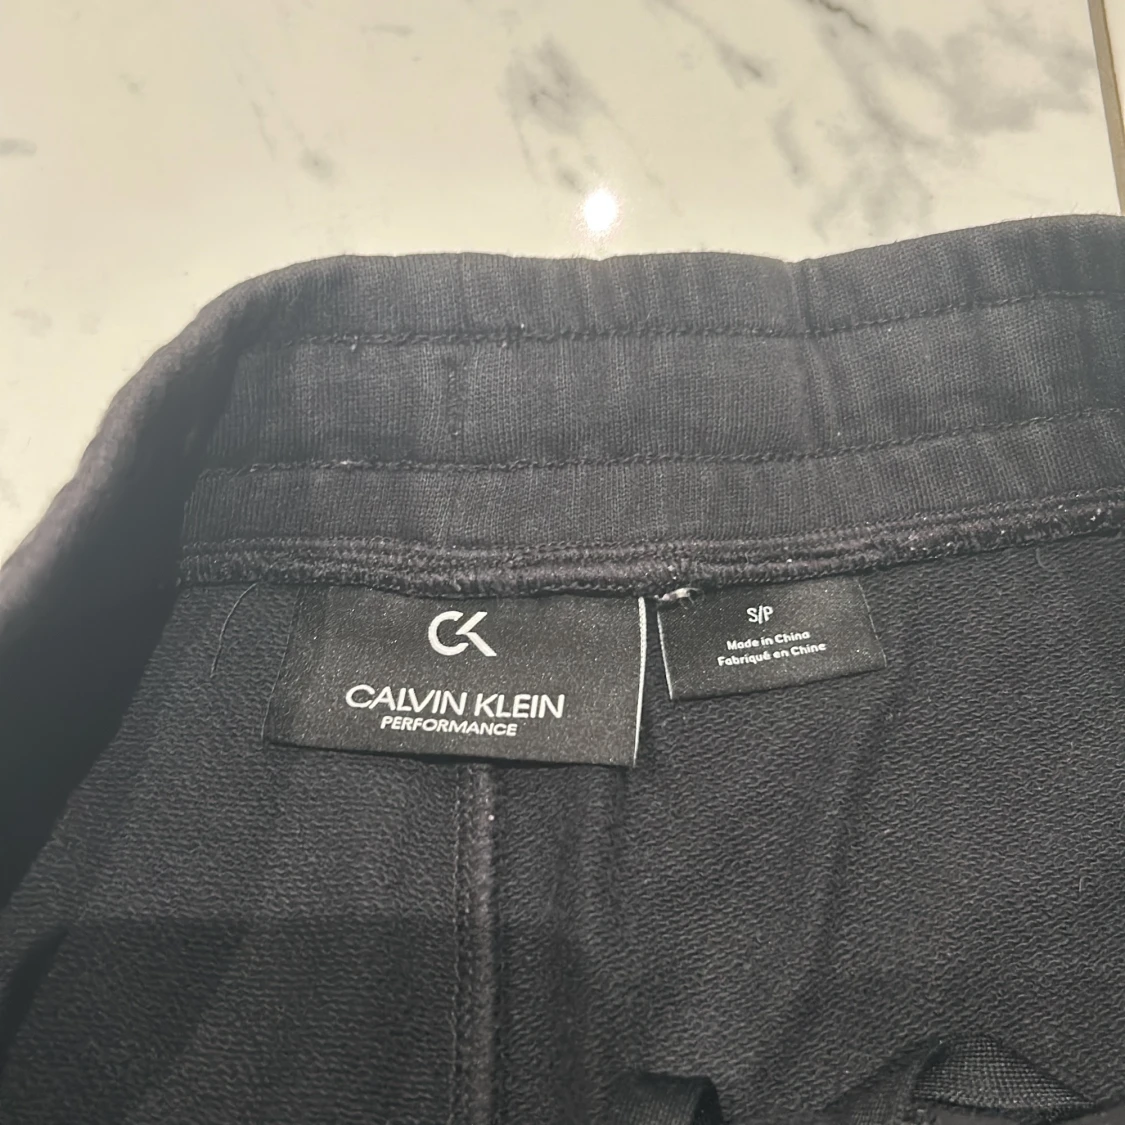 CK
CALVIN KLEIN
PERFORMANCE
S/P
Made in China
Fabriqué en Chine